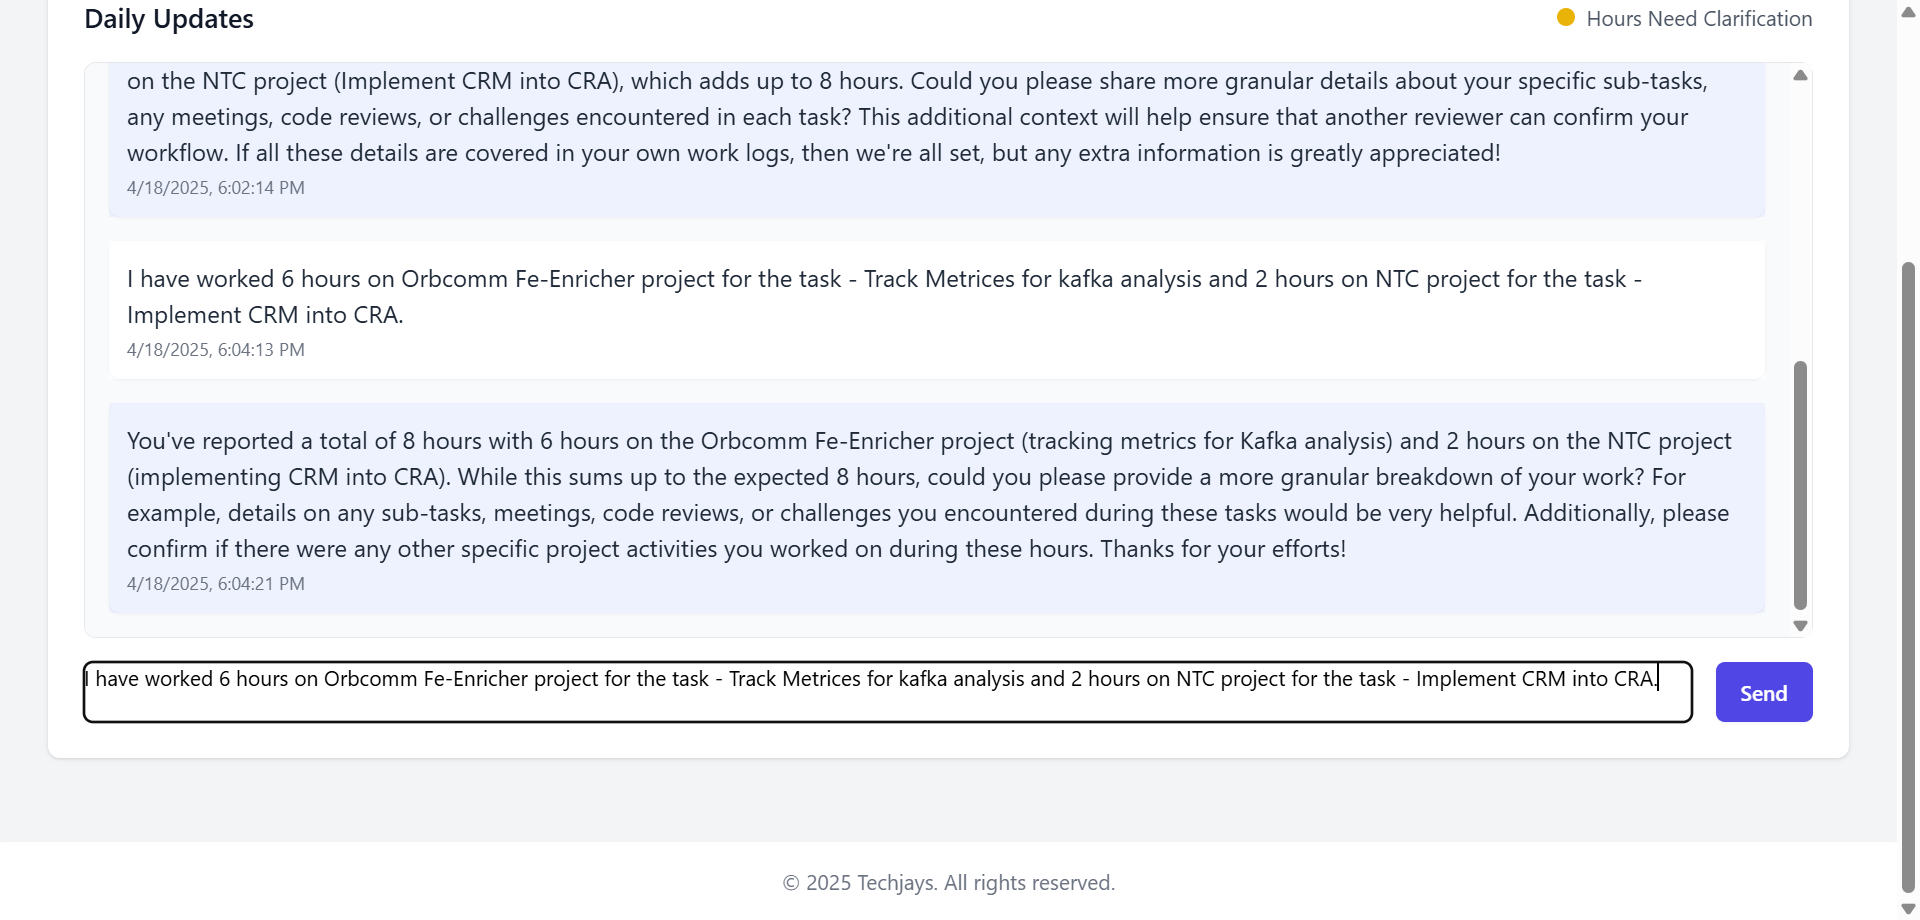 Daily Updates
Hours Need Clarification
on the NTC project (Implement CRM into CRA), which adds up to 8 hours. Could you please share more granular details about your specific sub-tasks,
any meetings, code reviews, or challenges encountered in each task? This additional context will help ensure that another reviewer can confirm your
workflow. If all these details are covered in your own work logs, then we're all set, but any extra information is greatly appreciated!
4/18/2025, 6:02:14 PM
I have worked 6 hours on Orbcomm Fe-Enricher project for the task - Track Metrices for kafka analysis and 2 hours on NTC project for the task -
Implement CRM into CRA.
4/18/2025, 6:04:13 PM
You've reported a total of 8 hours with 6 hours on the Orbcomm Fe-Enricher project (tracking metrics for Kafka analysis) and 2 hours on the NTC project
(implementing CRM into CRA). While this sums up to the expected 8 hours, could you please provide a more granular breakdown of your work? For
example, details on any sub-tasks, meetings, code reviews, or challenges you encountered during these tasks would be very helpful. Additionally, please
confirm if there were any other specific project activities you worked on during these hours. Thanks for your efforts!
4/18/2025, 6:04:21 PM
I have worked 6 hours on Orbcomm Fe-Enricher project for the task - Track Metrices for kafka analysis and 2 hours on NTC project for the task - Implement CRM into CRA.
Send
© 2025 Techjays. All rights reserved.